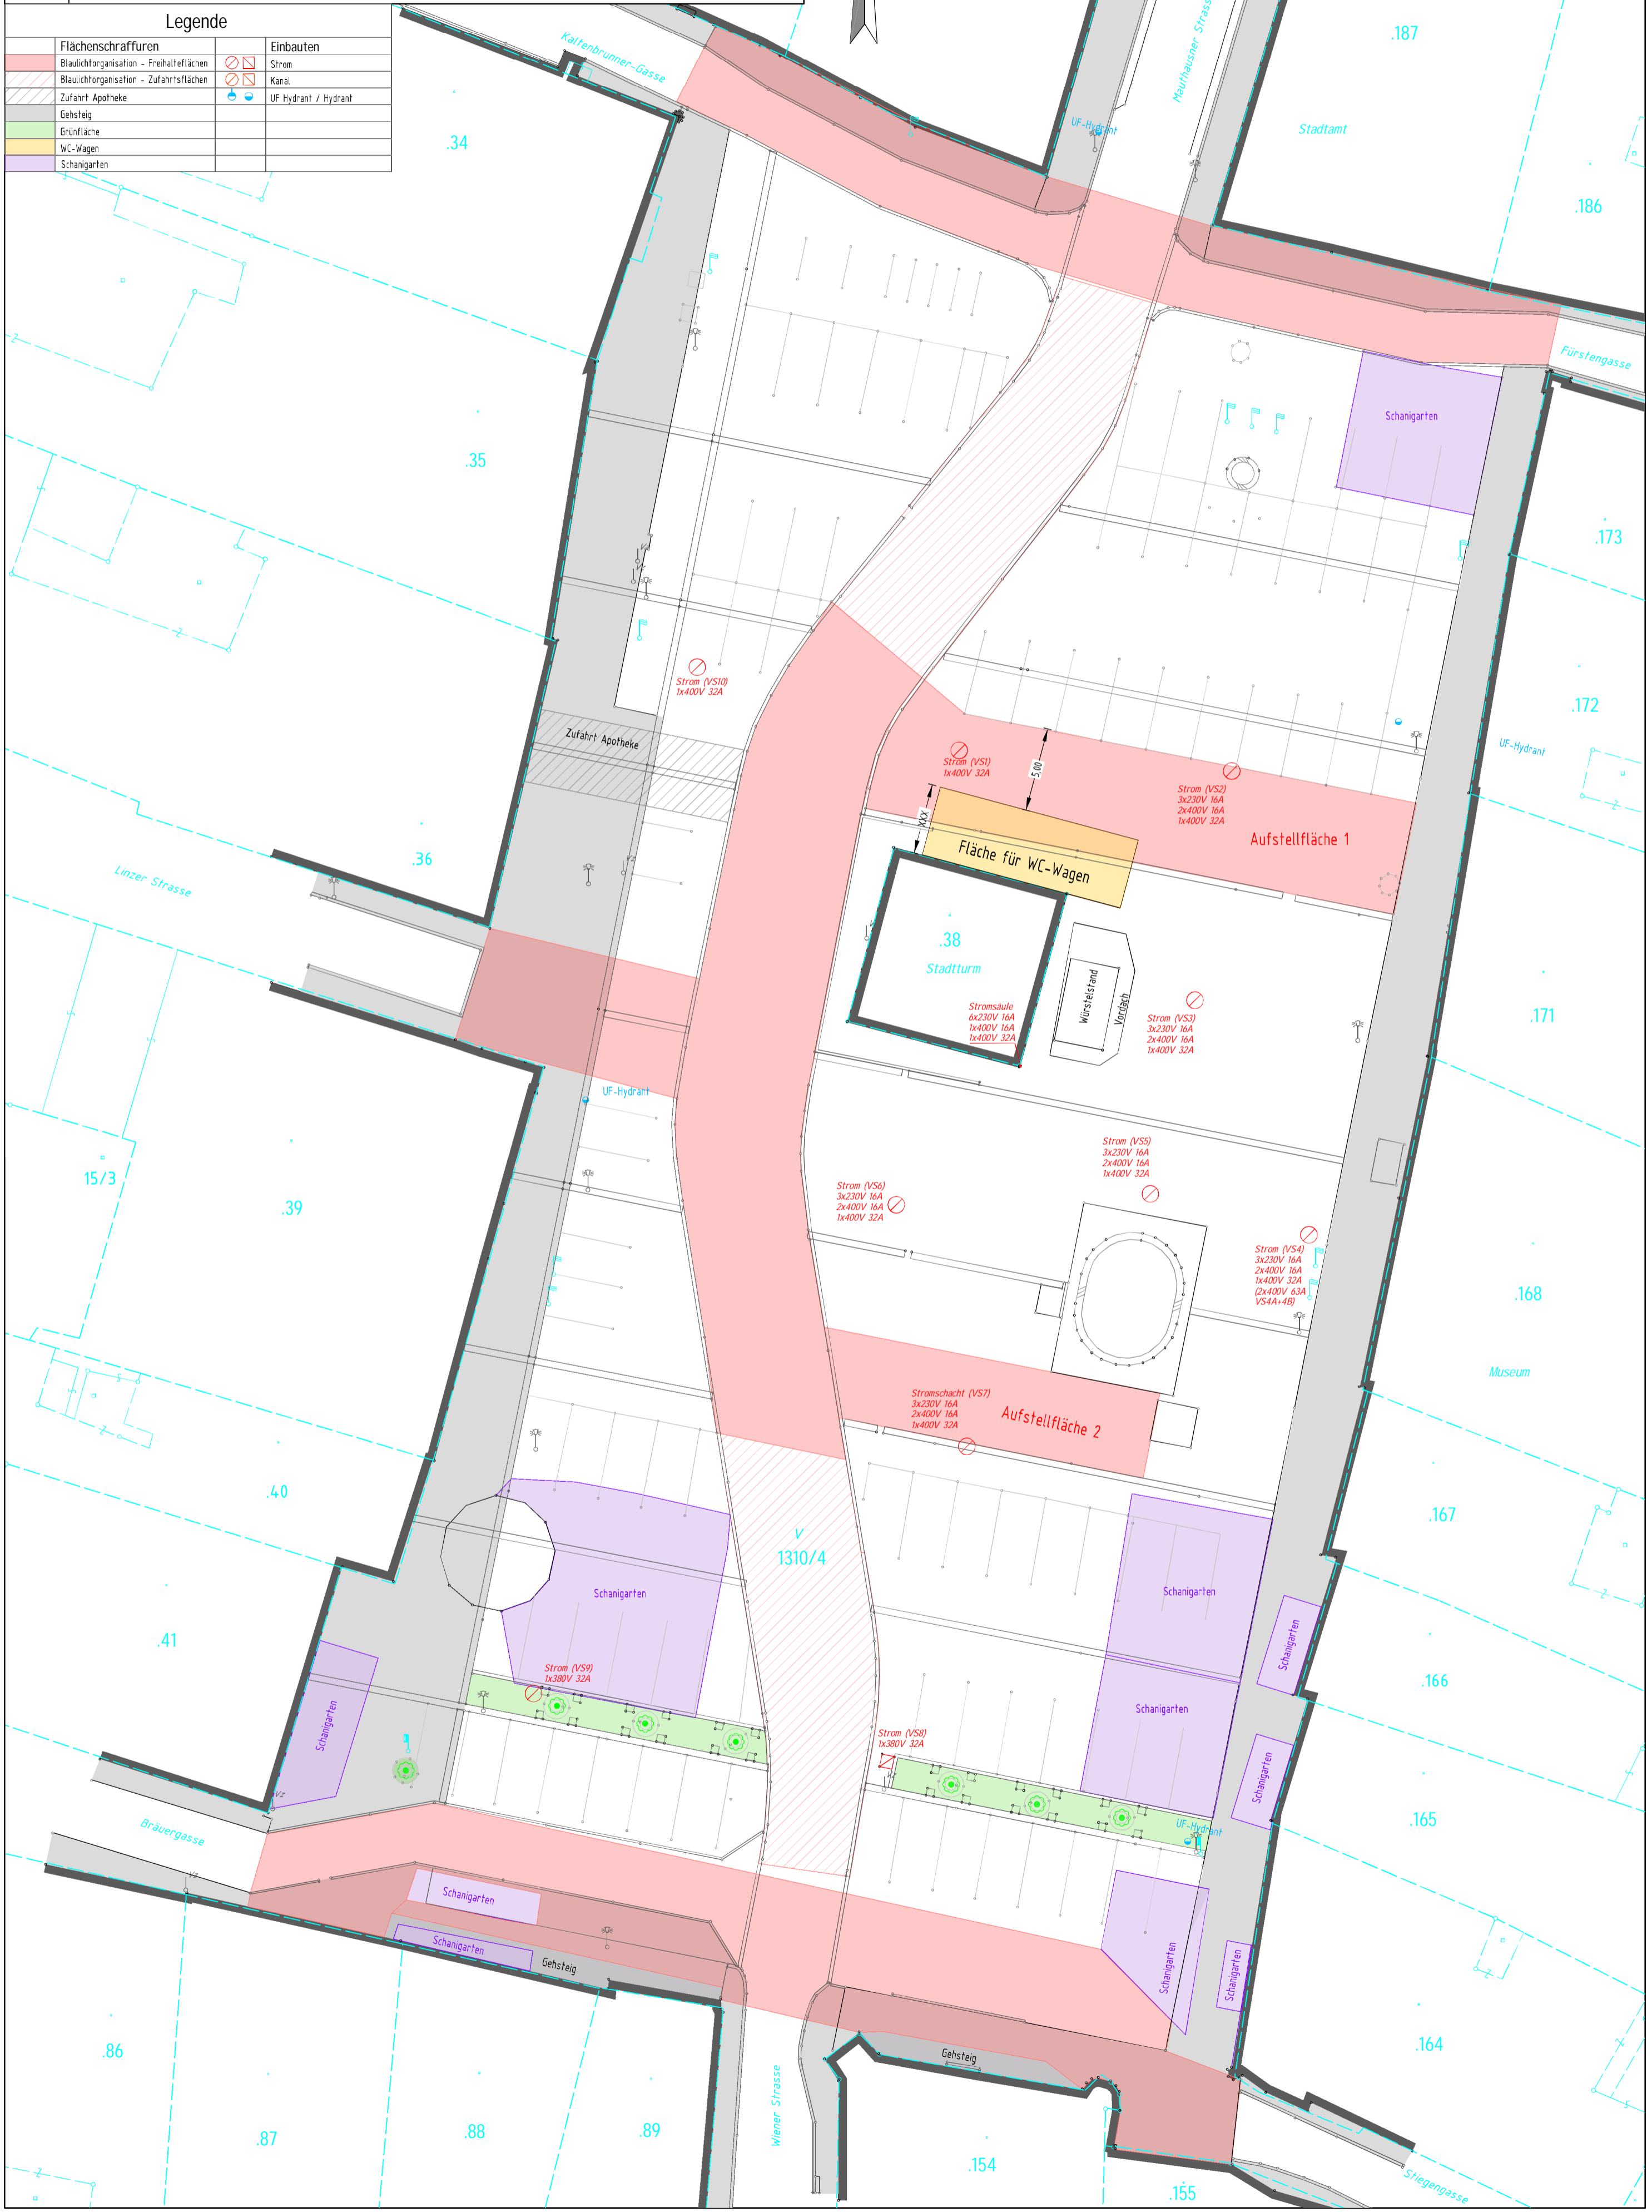 Legende
Flächenschraffuren
Einbauten
Blaulichtorganisation - Freihalteflächen
Strom
Blaulichtorganisation - Zufahrtsflächen
Kanal
Zufahrt Apotheke
UF Hydrant / Hydrant
Gehsteig
Grünfläche
WC-Wagen
Schanigarten
Kaltenbrunner-Gasse
Mauthausner Strasse
.187
UF-Hydrant
Stadtamt
.34
.186
Fürstengasse
Schanigarten
.35
.173
Strom (VS10)
1x400V 32A
.172
Zufahrt Apotheke
UF-Hydrant
Strom (VS1)
1x400V 32A
5.00
Strom (VS2)
3x230V 16A
2x400V 16A
1x400V 32A
XXX
Aufstellfläche 1
Fläche für WC-Wagen
.36
Linzer Strasse
.38
Stadtturm
Würstelstand
Vordach
Stromsäule
6x230V 16A
1x400V 16A
1x400V 32A
Strom (VS3)
3x230V 16A
2x400V 16A
1x400V 32A
.171
UF-Hydrant
15/3
.39
Strom (VS5)
3x230V 16A
2x400V 16A
1x400V 32A
Strom (VS6)
3x230V 16A
2x400V 16A
1x400V 32A
Strom (VS4)
3x230V 16A
2x400V 16A
1x400V 32A
(2x400V 63A
VS4A+4B)
.168
Museum
Stromschacht (VS7)
3x230V 16A
2x400V 16A
1x400V 32A
Aufstellfläche 2
.40
.167
V
1310/4
Schanigarten
Schanigarten
.41
Schanigarten
.166
Strom (VS9)
1x380V 32A
Schanigarten
Schanigarten
Strom (VS8)
1x380V 32A
Schanigarten
.165
UF-Hydrant
Bräuergasse
Vz
Schanigarten
Schanigarten
Gehsteig
Schanigarten
Schanigarten
.164
Gehsteig
.86
.87
.88
.89
Wiener Strasse
.154
.155
Stiegengasse